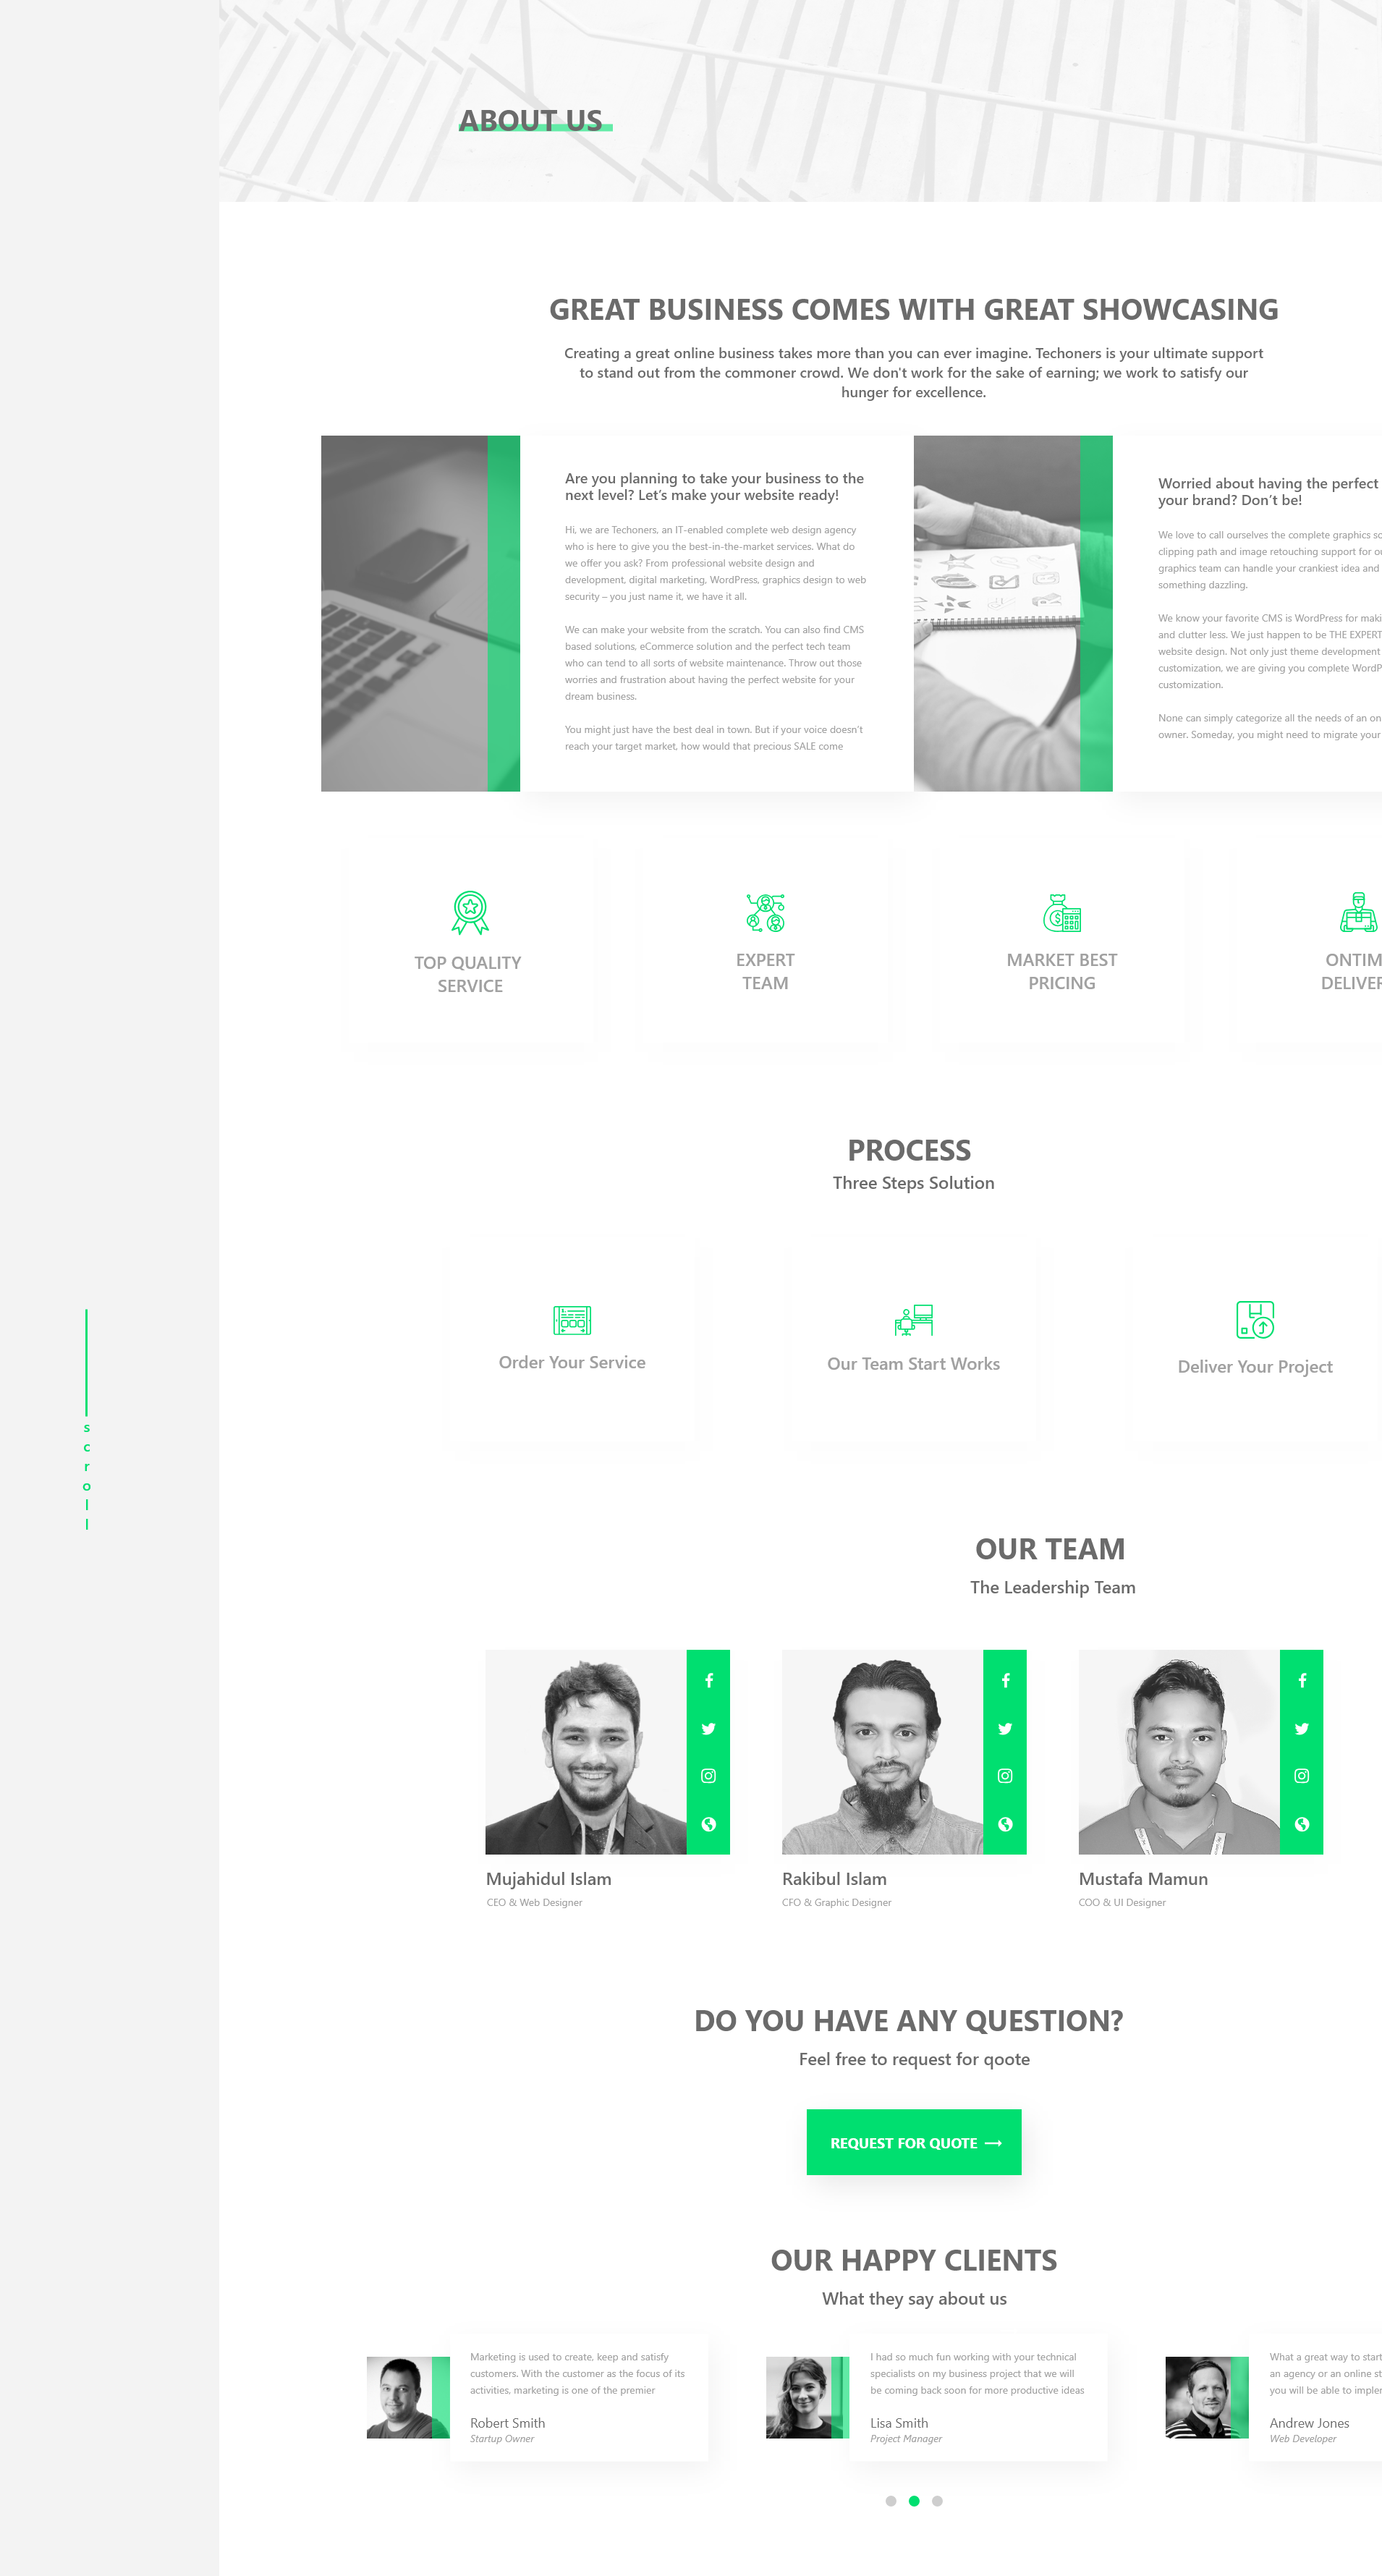 ABOUT US
GREAT BUSINESS COMES WITH GREAT SHOWCASING
Creating a great online business takes more than you can ever imagine. Techoners is your ultimate support
to stand out from the commoner crowd. We don't work for the sake of earning; we work to satisfy our
hunger for excellence.
Are you planning to take your business to the
next level? Let's make your website ready!
Hi, we are Techoners, an IT-enabled complete web design agency
who is here to give you the best-in-the-market services. What do
we offer you ask? From professional website design and
development, digital marketing, WordPress, graphics design to web
security – you just name it, we have it all.
We can make your website from the scratch. You can also find CMS
based solutions, eCommerce solution and the perfect tech team
who can tend to all sorts of website maintenance. Throw out those
worries and frustration about having the perfect website for your
dream business.
You might just have the best deal in town. But if your voice doesn't
reach your target market, how would that precious SALE come
Worried about having the perfect
your brand? Don't be!
We love to call ourselves the complete graphics
clipping path and image retouching support for
graphics team can handle your crankiest idea and
something dazzling.
We know your favorite CMS is WordPress for
and clutter less. We just happen to be THE EXPERT
website design. Not only just theme development
customization, we are giving you complete
customization.
None can simply categorize all the needs of an
owner. Someday, you might need to migrate your
TOP QUALITY
SERVICE
EXPERT
TEAM
MARKET BEST
PRICING
ONTIM
DELIVER
PROCESS
Three Steps Solution
Order Your Service
Our Team Start Works
Deliver Your Project
s
c
r
o
l
l
OUR TEAM
The Leadership Team
Mujahidul Islam
CEO & Web Designer
Rakibul Islam
CFO & Graphic Designer
Mustafa Mamun
COO & UI Designer
DO YOU HAVE ANY QUESTION?
Feel free to request for qoote
REQUEST FOR QUOTE
OUR HAPPY CLIENTS
What they say about us
Marketing is used to create, keep and satisfy
customers. With the customer as the focus of its
activities, marketing is one of the premier
Robert Smith
Startup Owner
I had so much fun working with your technical
specialists on my business project that we will
be coming back soon for more productive ideas
Lisa Smith
Project Manager
What a great way to start
an agency or an online
you will be able to
Andrew Jones
Web Developer